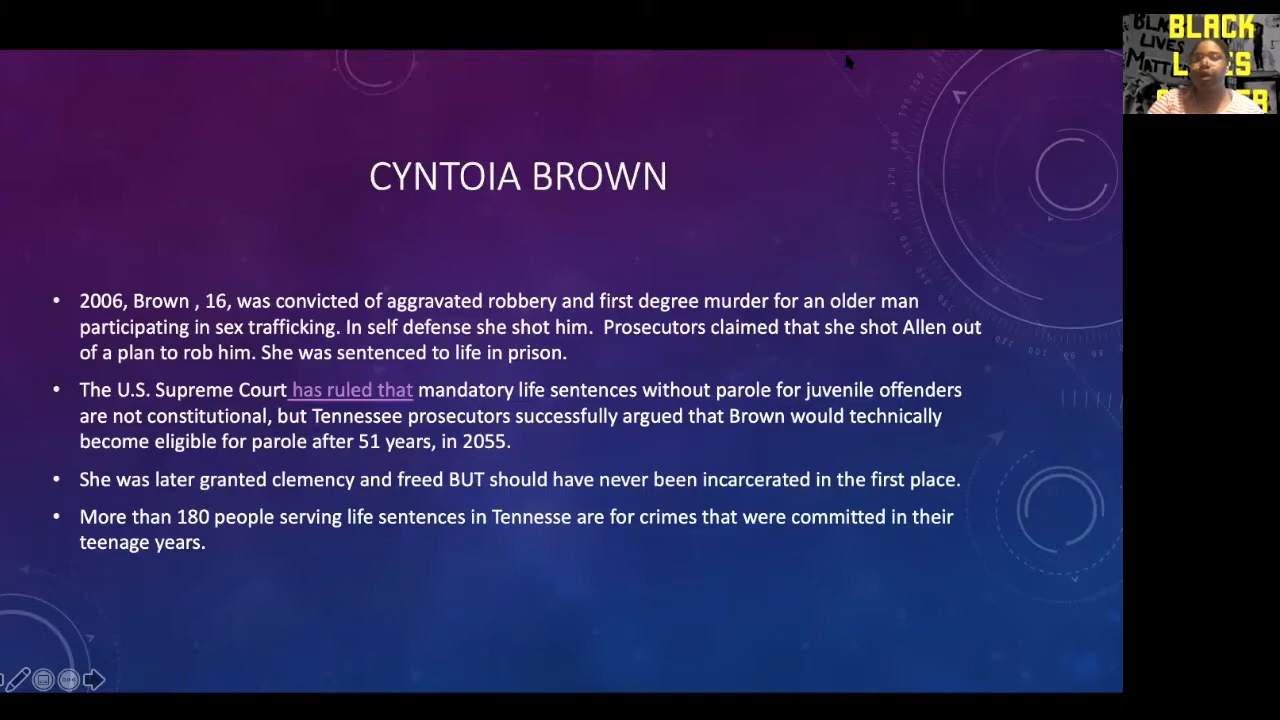 CYNTOIA BROWN
• 2006, Brown , 16, was convicted of aggravated robbery and first degree murder for an older man
participating in sex trafficking. In self defense she shot him.  Prosecutors claimed that she shot Allen out
of a plan to rob him. She was sentenced to life in prison.
• The U.S. Supreme Court has ruled that mandatory life sentences without parole for juvenile offenders
are not constitutional, but Tennessee prosecutors successfully argued that Brown would technically
become eligible for parole after 51 years, in 2055.
• She was later granted clemency and freed BUT should have never been incarcerated in the first place.
• More than 180 people serving life sentences in Tennesse are for crimes that were committed in their
teenage years.
BLACK